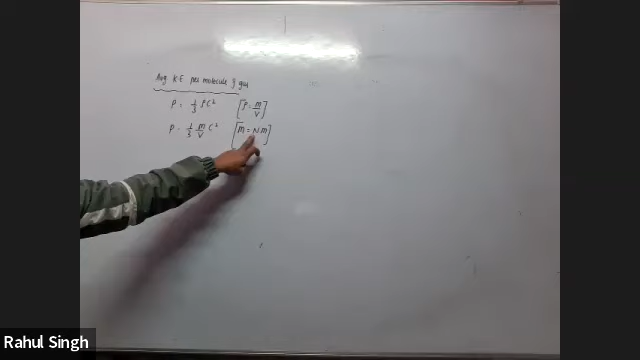 Avg K.E per molecule of gas
P = 1/3 ρC² [ρ = M/V]
P = 1/3 M/V C² [M = Nm]
Rahul Singh